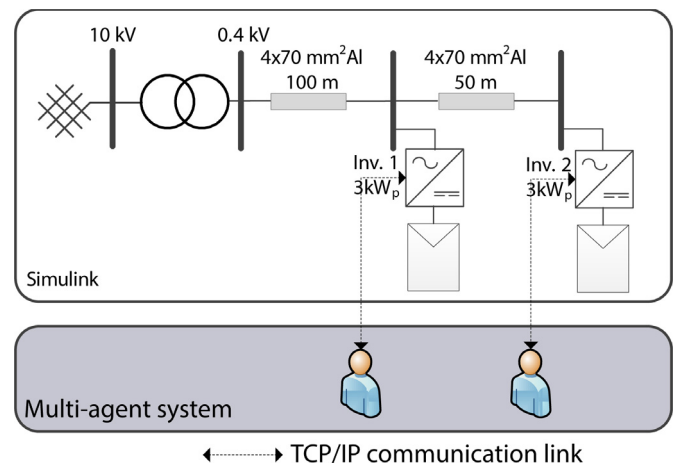 10 kV
0.4 kV
4x70 mm²Al
100 m
4x70 mm²Al
50 m
Inv. 1
3kWₚ
Inv. 2
3kWₚ
Simulink
Multi-agent system
TCP/IP communication link